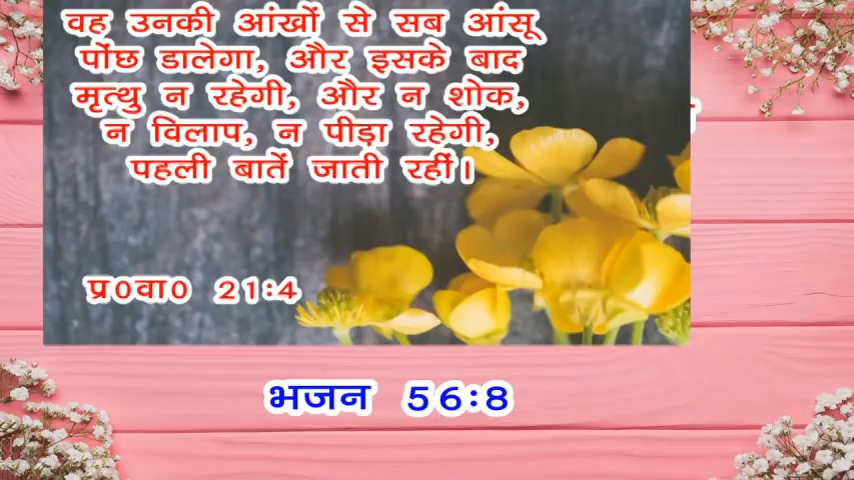 वह उनकी आंखों से सब आंसू
पोंछ डालेगा, और इसके बाद
मृत्यु न रहेगी, और न शोक,
न विलाप, न पीड़ा रहेगी,
पहली बातें जाती रहीं।
प्र0वा0 21:4
भजन 56:8